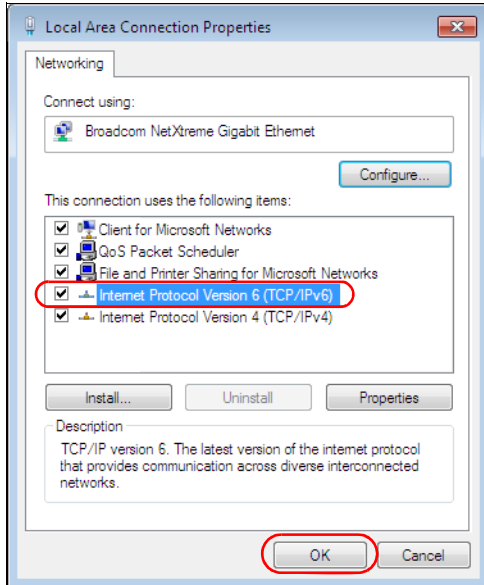 Local Area Connection Properties
Networking
Connect using:
Broadcom NetXtreme Gigabit Ethernet
Configure...
This connection uses the following items:
Client for Microsoft Networks
QoS Packet Scheduler
File and Printer Sharing for Microsoft Networks
Internet Protocol Version 6 (TCP/IPv6)
Internet Protocol Version 4 (TCP/IPv4)
Install...
Uninstall
Properties
Description
TCP/IP version 6. The latest version of the internet protocol
that provides communication across diverse interconnected
networks.
OK
Cancel